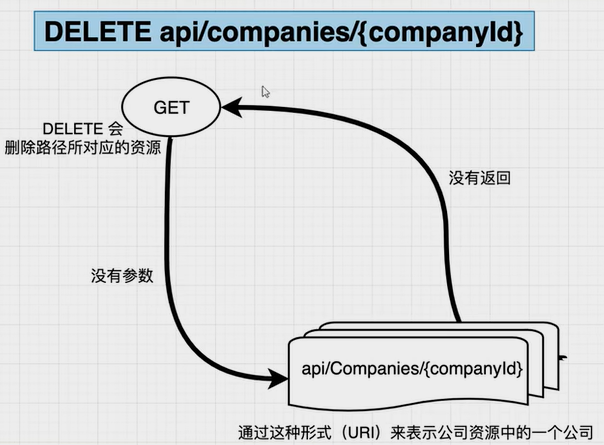 DELETE api/companies/{companyId}
GET
DELETE 会
删除路径所对应的资源
没有返回
没有参数
api/Companies/{companyId}
通过这种形式（URI）来表示公司资源中的一个公司